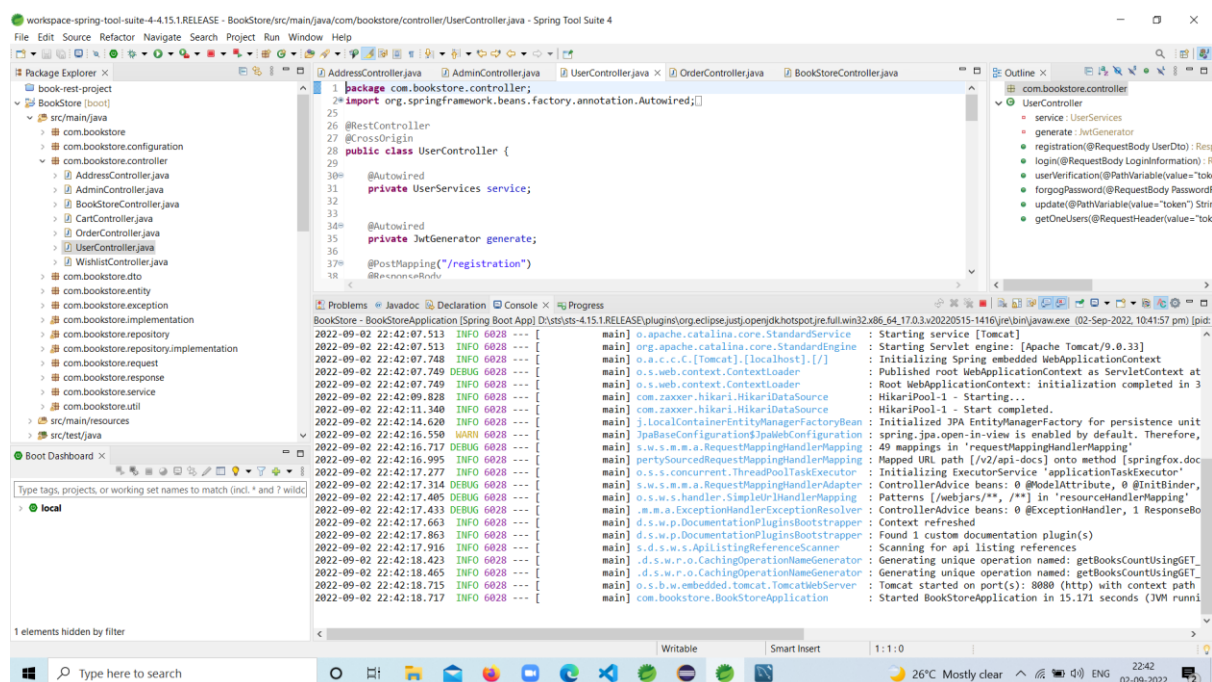 workspace-spring-tool-suite-4-4.15.1.RELEASE - BookStore/src/main/java/com/bookstore/controller/UserController.java - Spring Tool Suite 4
File Edit Source Refactor Navigate Search Project Run Window Help
Package Explorer
book-rest-project
BookStore [boot]
src/main/java
com.bookstore
com.bookstore.configuration
com.bookstore.controller
AddressController.java
AdminController.java
BookStoreController.java
CartController.java
OrderController.java
UserController.java
WishlistController.java
com.bookstore.dto
com.bookstore.entity
com.bookstore.exception
com.bookstore.implementation
com.bookstore.repository
com.bookstore.repository.implementation
com.bookstore.request
com.bookstore.response
com.bookstore.service
com.bookstore.util
src/main/resources
src/test/java
Boot Dashboard
Type tags, projects, or working set names to match (incl. * and ? wildc
local
1 elements hidden by filter
AddressController.java AdminController.java UserController.java OrderController.java BookStoreController.java
1 package com.bookstore.controller;
2 import org.springframework.beans.factory.annotation.Autowired;
25
26 @RestController
27 @CrossOrigin
28 public class UserController {
29
30 @Autowired
31 private UserServices service;
32
33
34 @Autowired
35 private JwtGenerator generate;
36
37 @PostMapping("/registration")
38 @ResponseBody
Outline
com.bookstore.controller
UserController
service : UserServices
generate : JwtGenerator
registration(@RequestBody UserDto) : Resp
login(@RequestBody LoginInformation) : R
userVerification(@PathVariable(value="tok
forgogPassword(@RequestBody PasswordR
update(@PathVariable(value="token") Strin
getOneUsers(@RequestHeader(value="tok
Problems Javadoc Declaration Console Progress
BookStore - BookStoreApplication [Spring Boot App] D:\sts\sts-4.15.1.RELEASE\plugins\org.eclipse.justj.openjdk.hotspot.jre.full.win32.x86_64_17.0.3.v20220515-1416\jre\bin\javaw.exe (02-Sep-2022, 10:41:57 pm) [pid:
2022-09-02 22:42:07.513 INFO 6028 --- [ main] o.apache.catalina.core.StandardService : Starting service [Tomcat]
2022-09-02 22:42:07.513 INFO 6028 --- [ main] org.apache.catalina.core.StandardEngine : Starting Servlet engine: [Apache Tomcat/9.0.33]
2022-09-02 22:42:07.748 INFO 6028 --- [ main] o.a.c.c.C.[Tomcat].[localhost].[/] : Initializing Spring embedded WebApplicationContext
2022-09-02 22:42:07.749 DEBUG 6028 --- [ main] o.s.web.context.ContextLoader : Published root WebApplicationContext as ServletContext at
2022-09-02 22:42:07.749 INFO 6028 --- [ main] o.s.web.context.ContextLoader : Root WebApplicationContext: initialization completed in 3
2022-09-02 22:42:09.828 INFO 6028 --- [ main] com.zaxxer.hikari.HikariDataSource : HikariPool-1 - Starting...
2022-09-02 22:42:11.340 INFO 6028 --- [ main] com.zaxxer.hikari.HikariDataSource : HikariPool-1 - Start completed.
2022-09-02 22:42:14.620 INFO 6028 --- [ main] j.LocalContainerEntityManagerFactoryBean : Initialized JPA EntityManagerFactory for persistence unit
2022-09-02 22:42:16.550 WARN 6028 --- [ main] JpaBaseConfiguration$JpaWebConfiguration : spring.jpa.open-in-view is enabled by default. Therefore,
2022-09-02 22:42:16.717 DEBUG 6028 --- [ main] s.w.s.m.m.a.RequestMappingHandlerMapping : 49 mappings in 'requestMappingHandlerMapping'
2022-09-02 22:42:16.995 INFO 6028 --- [ main] pertySourcedRequestMappingHandlerMapping : Mapped URL path [/v2/api-docs] onto method [springfox.doc
2022-09-02 22:42:17.277 INFO 6028 --- [ main] o.s.s.concurrent.ThreadPoolTaskExecutor : Initializing ExecutorService 'applicationTaskExecutor'
2022-09-02 22:42:17.314 DEBUG 6028 --- [ main] s.w.s.m.m.a.RequestMappingHandlerAdapter : ControllerAdvice beans: 0 @ModelAttribute, 0 @InitBinder,
2022-09-02 22:42:17.405 DEBUG 6028 --- [ main] o.s.w.s.handler.SimpleUrlHandlerMapping : Patterns [/webjars/**, /**] in 'resourceHandlerMapping'
2022-09-02 22:42:17.433 DEBUG 6028 --- [ main] .m.m.a.ExceptionHandlerExceptionResolver : ControllerAdvice beans: 0 @ExceptionHandler, 1 ResponseBo
2022-09-02 22:42:17.663 INFO 6028 --- [ main] d.s.w.p.DocumentationPluginsBootstrapper : Context refreshed
2022-09-02 22:42:17.863 INFO 6028 --- [ main] d.s.w.p.DocumentationPluginsBootstrapper : Found 1 custom documentation plugin(s)
2022-09-02 22:42:17.916 INFO 6028 --- [ main] s.d.s.w.s.ApiListingReferenceScanner : Scanning for api listing references
2022-09-02 22:42:18.423 INFO 6028 --- [ main] .d.s.w.r.o.CachingOperationNameGenerator : Generating unique operation named: getBooksCountUsingGET_
2022-09-02 22:42:18.465 INFO 6028 --- [ main] .d.s.w.r.o.CachingOperationNameGenerator : Generating unique operation named: getBooksCountUsingGET_
2022-09-02 22:42:18.715 INFO 6028 --- [ main] o.s.b.w.embedded.tomcat.TomcatWebServer : Tomcat started on port(s): 8080 (http) with context path
2022-09-02 22:42:18.717 INFO 6028 --- [ main] com.bookstore.BookStoreApplication : Started BookStoreApplication in 15.171 seconds (JVM runni
Writable Smart Insert 1 : 1 : 0
Type here to search
26°C Mostly clear ENG 22:42
02-09-2022